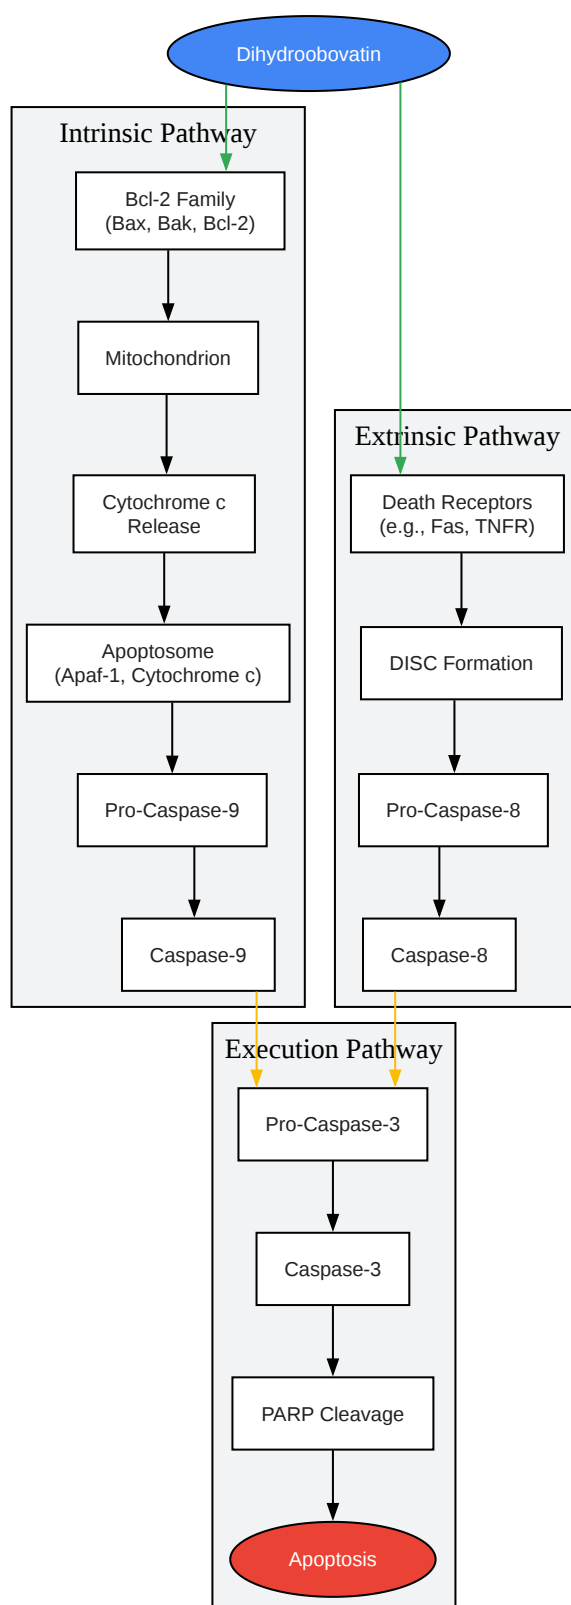 Dihydroobovatin
Intrinsic Pathway
Bcl-2 Family
(Bax, Bak, Bcl-2)
Mitochondrion
Cytochrome c
Release
Apoptosome
(Apaf-1, Cytochrome c)
Pro-Caspase-9
Caspase-9
Extrinsic Pathway
Death Receptors
(e.g., Fas, TNFR)
DISC Formation
Pro-Caspase-8
Caspase-8
Execution Pathway
Pro-Caspase-3
Caspase-3
PARP Cleavage
Apoptosis